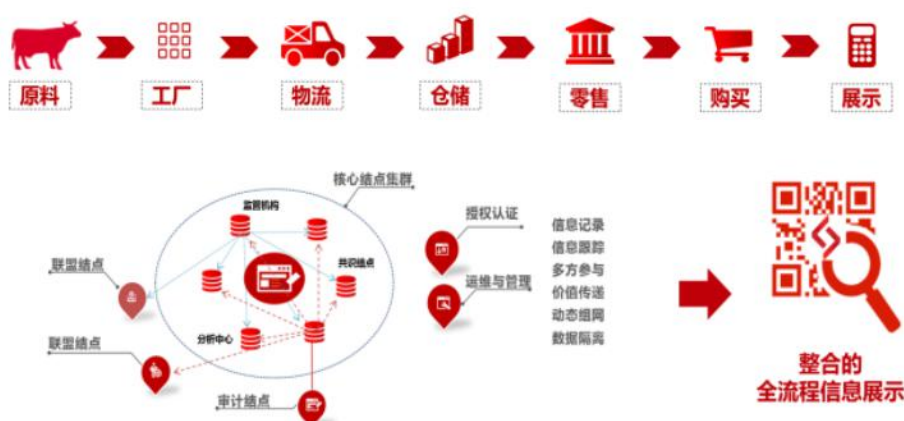 原料
工厂
物流
仓储
零售
购买
展示
核心结点集群
监管机构
共识结点
联盟结点
联盟结点
分析中心
审计结点
授权认证
运维与管理
信息记录
信息跟踪
多方参与
价值传递
动态组网
数据隔离
整合的
全流程信息展示